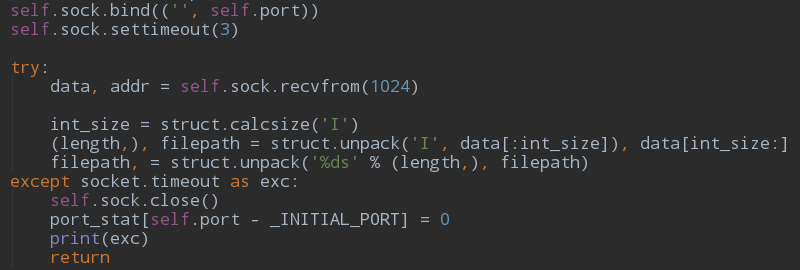 self.sock.bind(('', self.port))
self.sock.settimeout(3)
try:
data, addr = self.sock.recvfrom(1024)
int_size = struct.calcsize('I')
(length,), filepath = struct.unpack('I', data[:int_size]), data[int_size:]
filepath, = struct.unpack('%ds' % (length,), filepath)
except socket.timeout as exc:
self.sock.close()
port_stat[self.port - _INITIAL_PORT] = 0
print(exc)
return